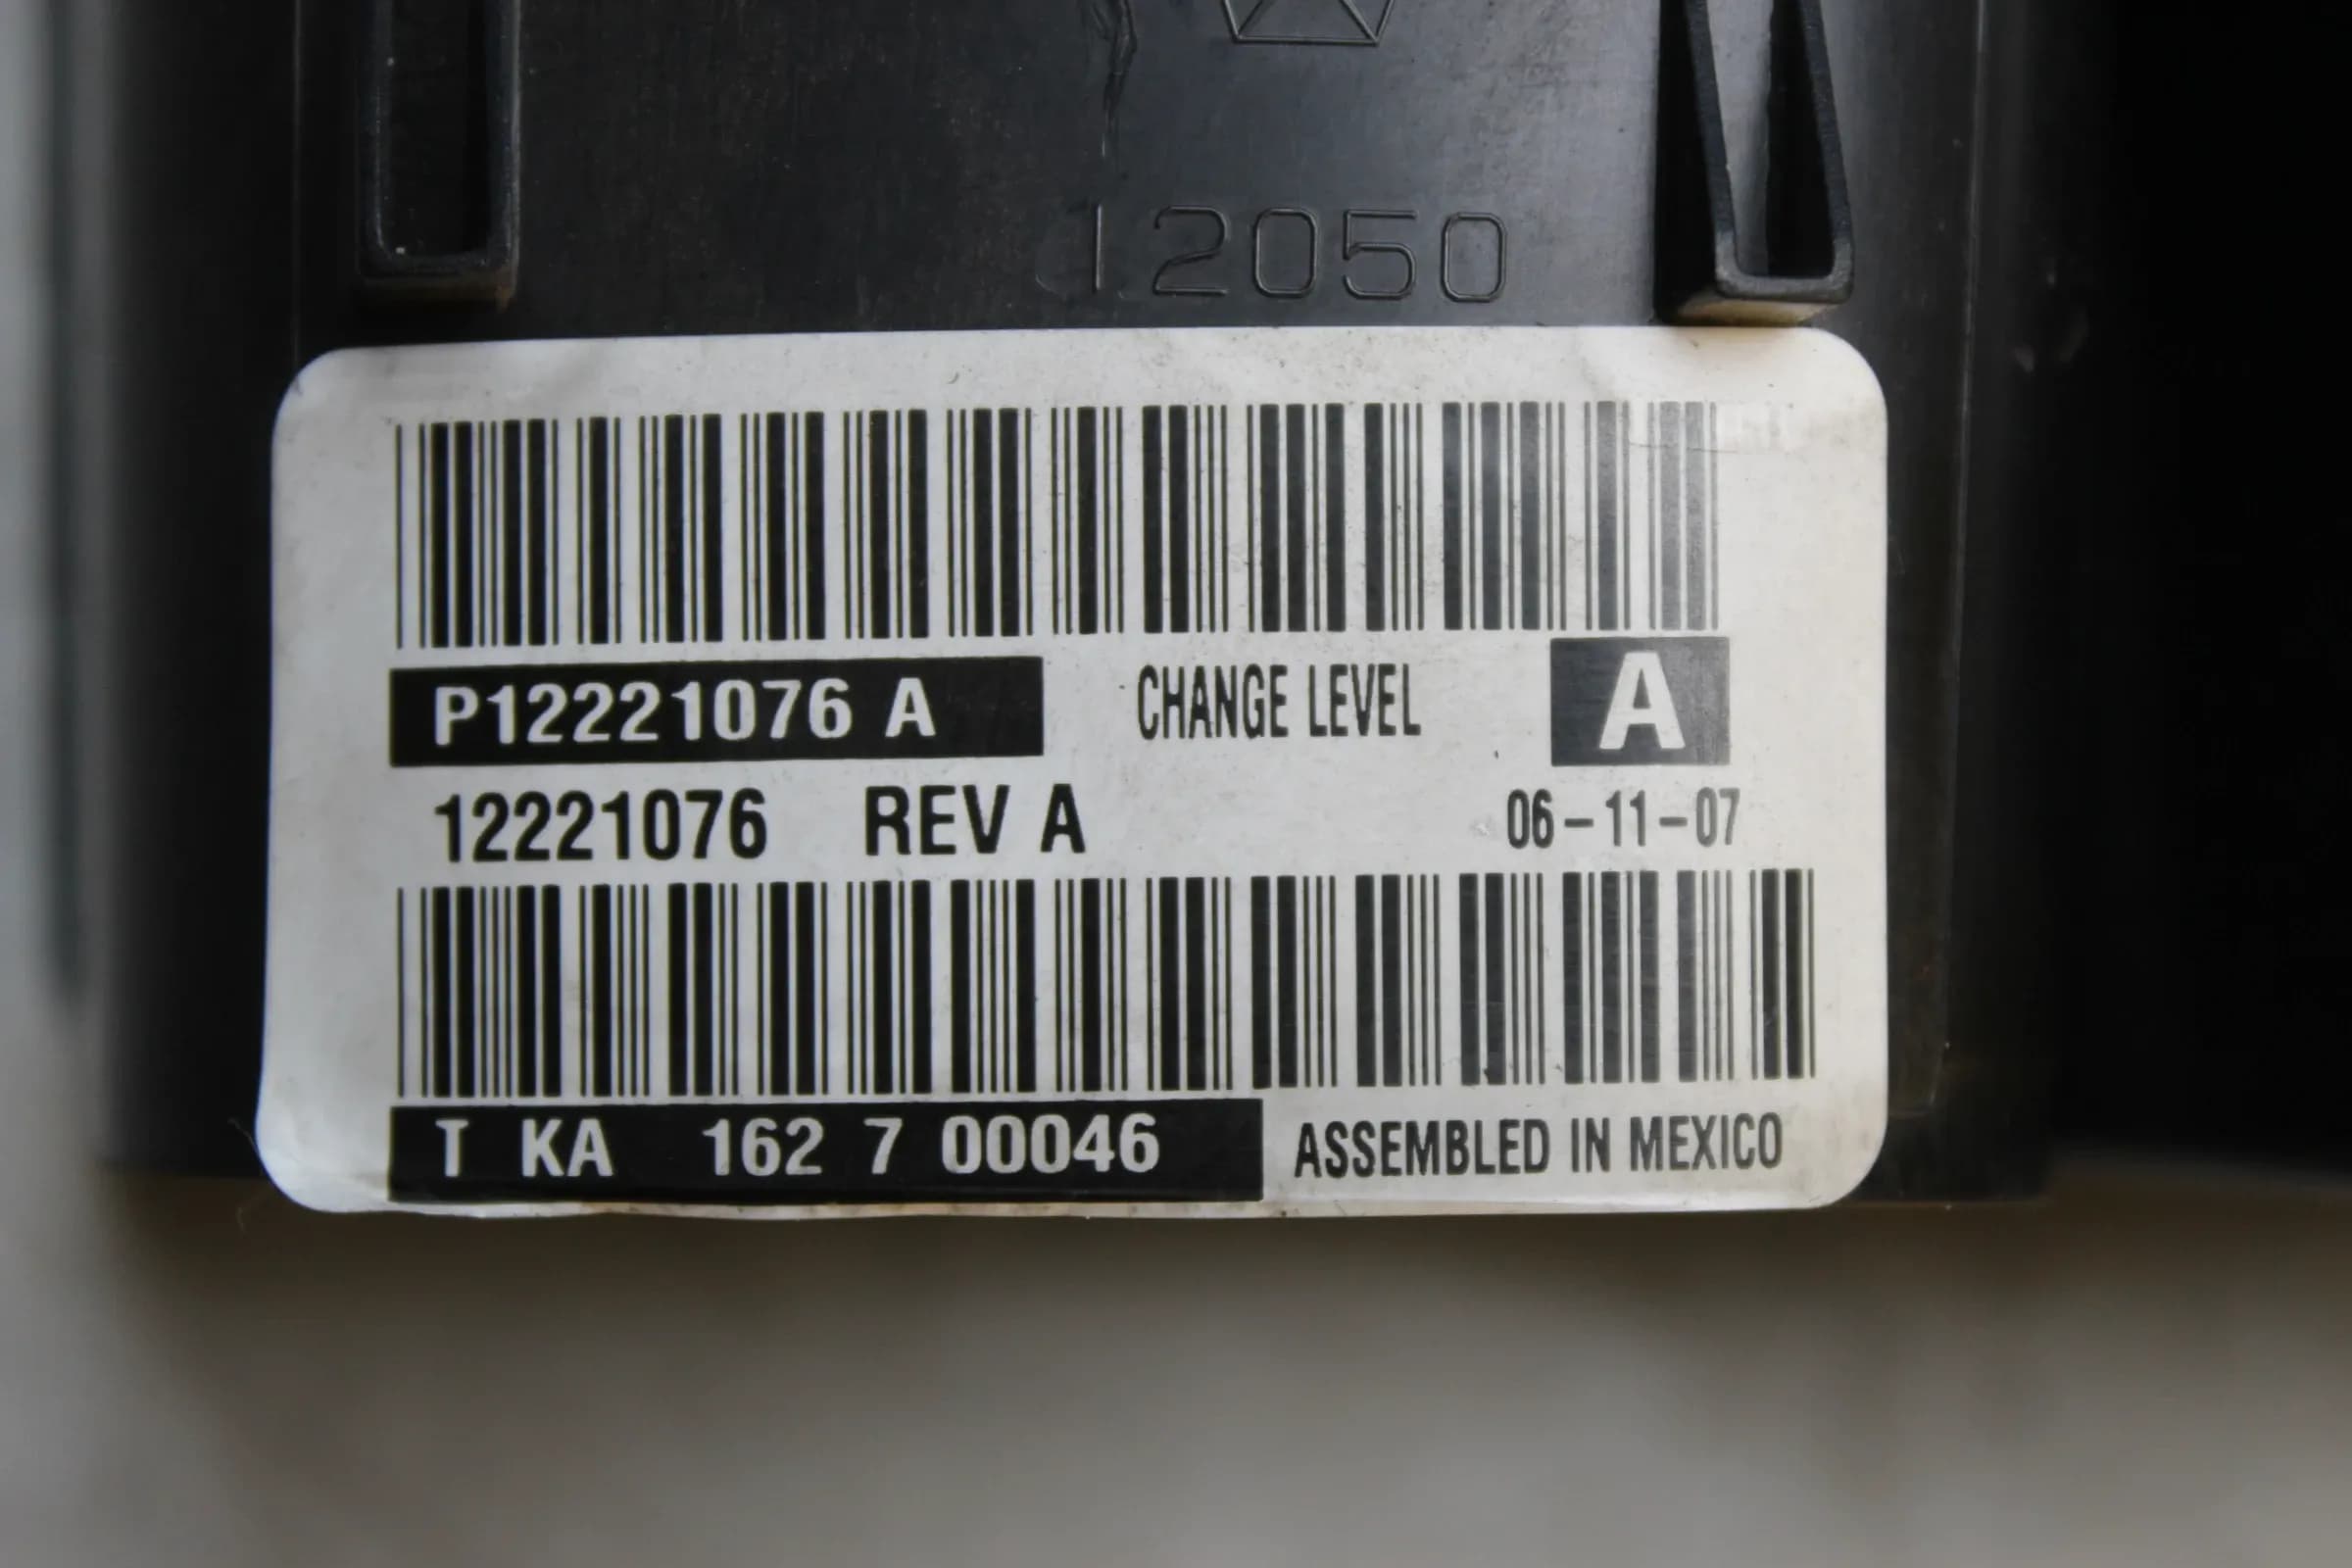 12050
P12221076 A CHANGE LEVEL A
12221076 REV A 06-11-07
T KA 162 7 00046 ASSEMBLED IN MEXICO